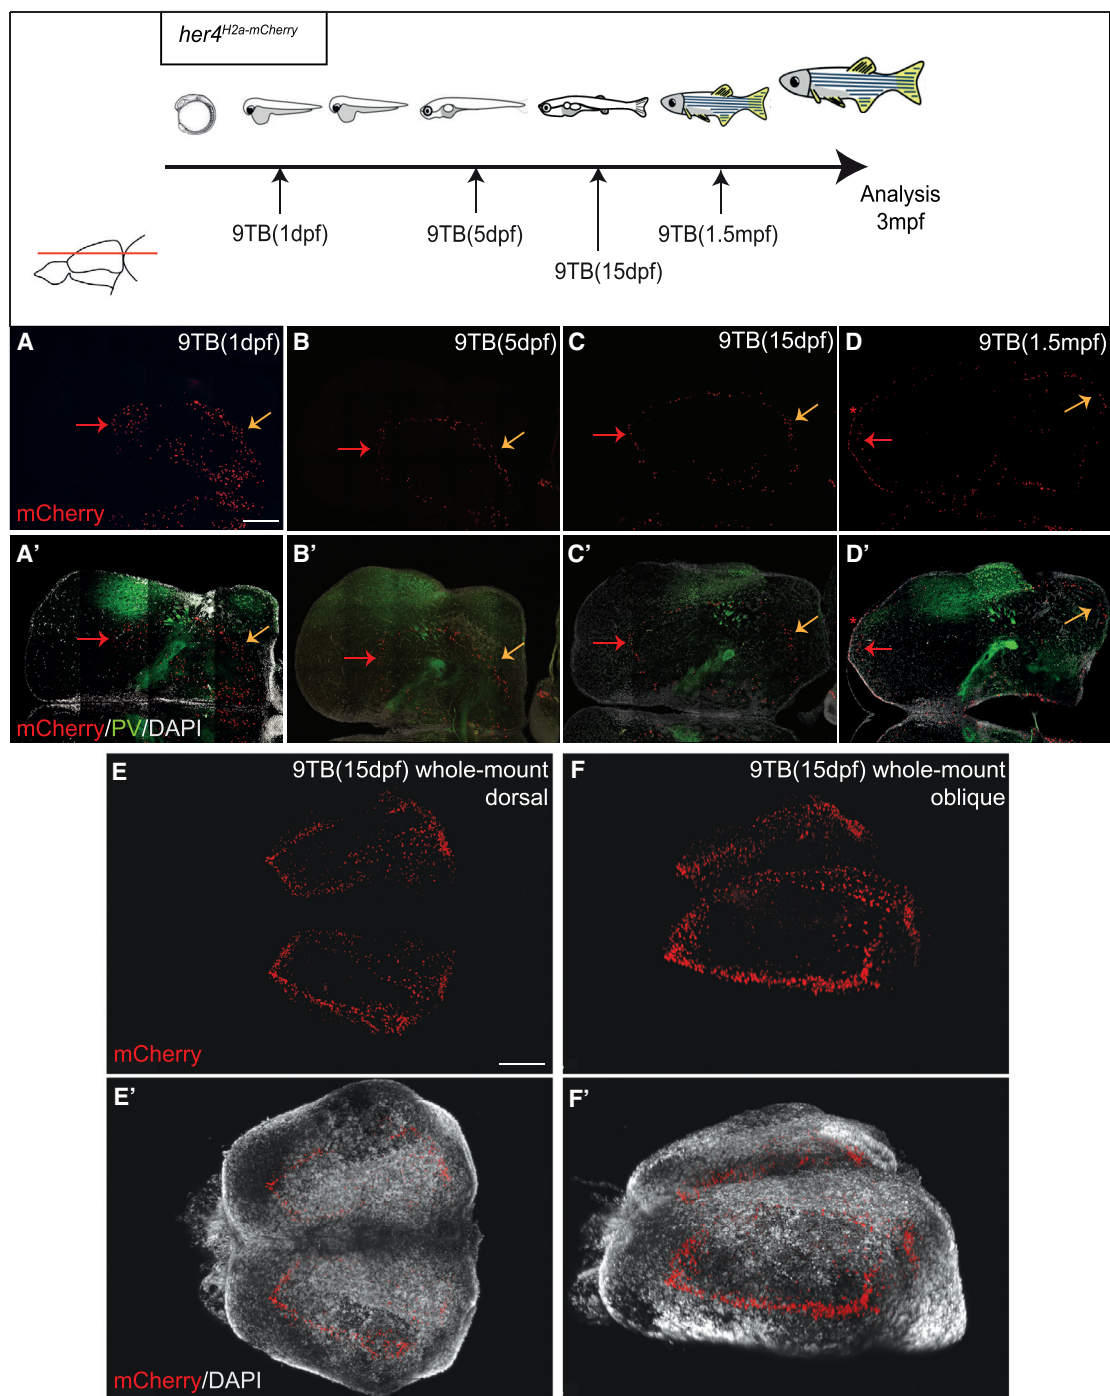 her4H2a-mCherry
9TB(1dpf)
9TB(5dpf)
9TB(15dpf)
9TB(1.5mpf)
Analysis
3mpf
A
9TB(1dpf)
mCherry
B
9TB(5dpf)
C
9TB(15dpf)
D
9TB(1.5mpf)
*
A’
mCherry/PV/DAPI
B’
C’
D’
*
E
9TB(15dpf) whole-mount
dorsal
mCherry
F
9TB(15dpf) whole-mount
oblique
E’
mCherry/DAPI
F’